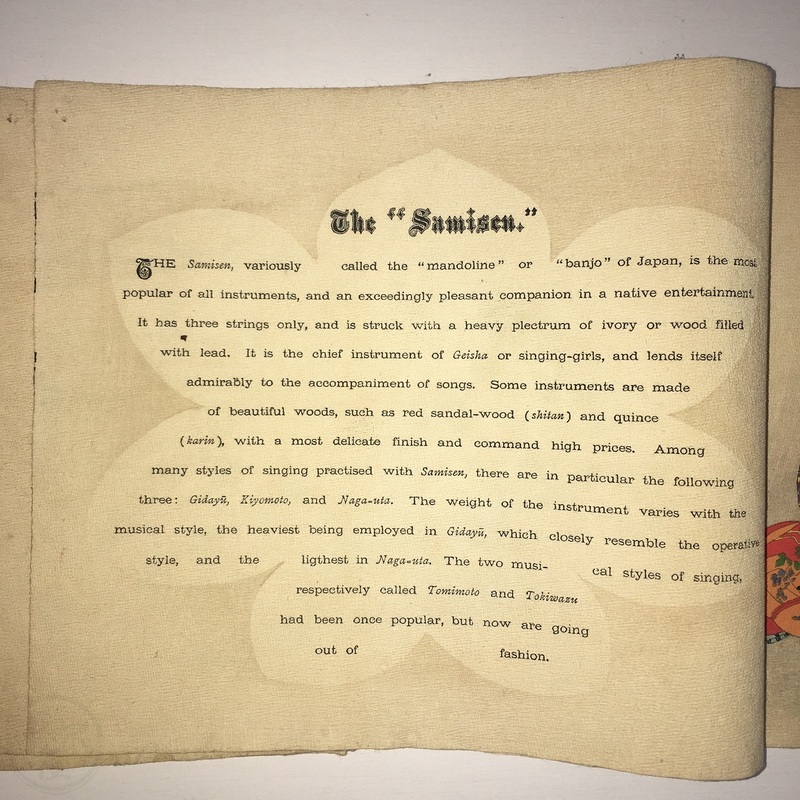 The “Samisen.”
THE Samisen, variously called the “mandoline” or “banjo” of Japan, is the most
popular of all instruments, and an exceedingly pleasant companion in a native entertainment.
It has three strings only, and is struck with a heavy plectrum of ivory or wood filled
with lead. It is the chief instrument of Geisha or singing-girls, and lends itself
admirably to the accompaniment of songs. Some instruments are made
of beautiful woods, such as red sandal-wood (shitan) and quince
(karin), with a most delicate finish and command high prices. Among
many styles of singing practised with Samisen, there are in particular the following
three: Gidayū, Kiyomoto, and Naga-uta. The weight of the instrument varies with the
musical style, the heaviest being employed in Gidayū, which closely resemble the operative
style, and the ligthest in Naga-uta. The two musi- cal styles of singing,
respectively called Tomimoto and Tokiwazu
had been once popular, but now are going
out of fashion.